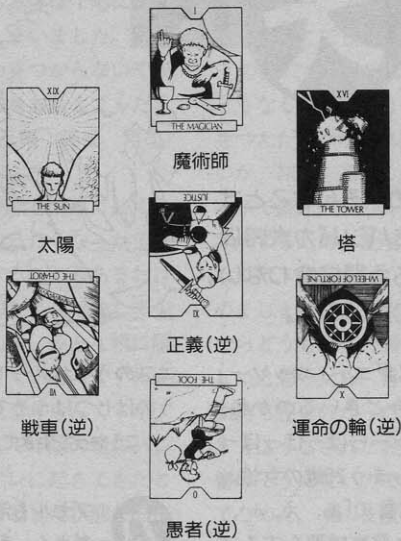 I
THE MAGICIAN
魔術師
XIX
THE SUN
太陽
XVI
THE TOWER
塔
JUSTICE
XI
正義(逆)
THE CHARIOT
VII
戦車(逆)
WHEEL OF FORTUNE
X
運命の輪(逆)
THE FOOL
0
愚者(逆)